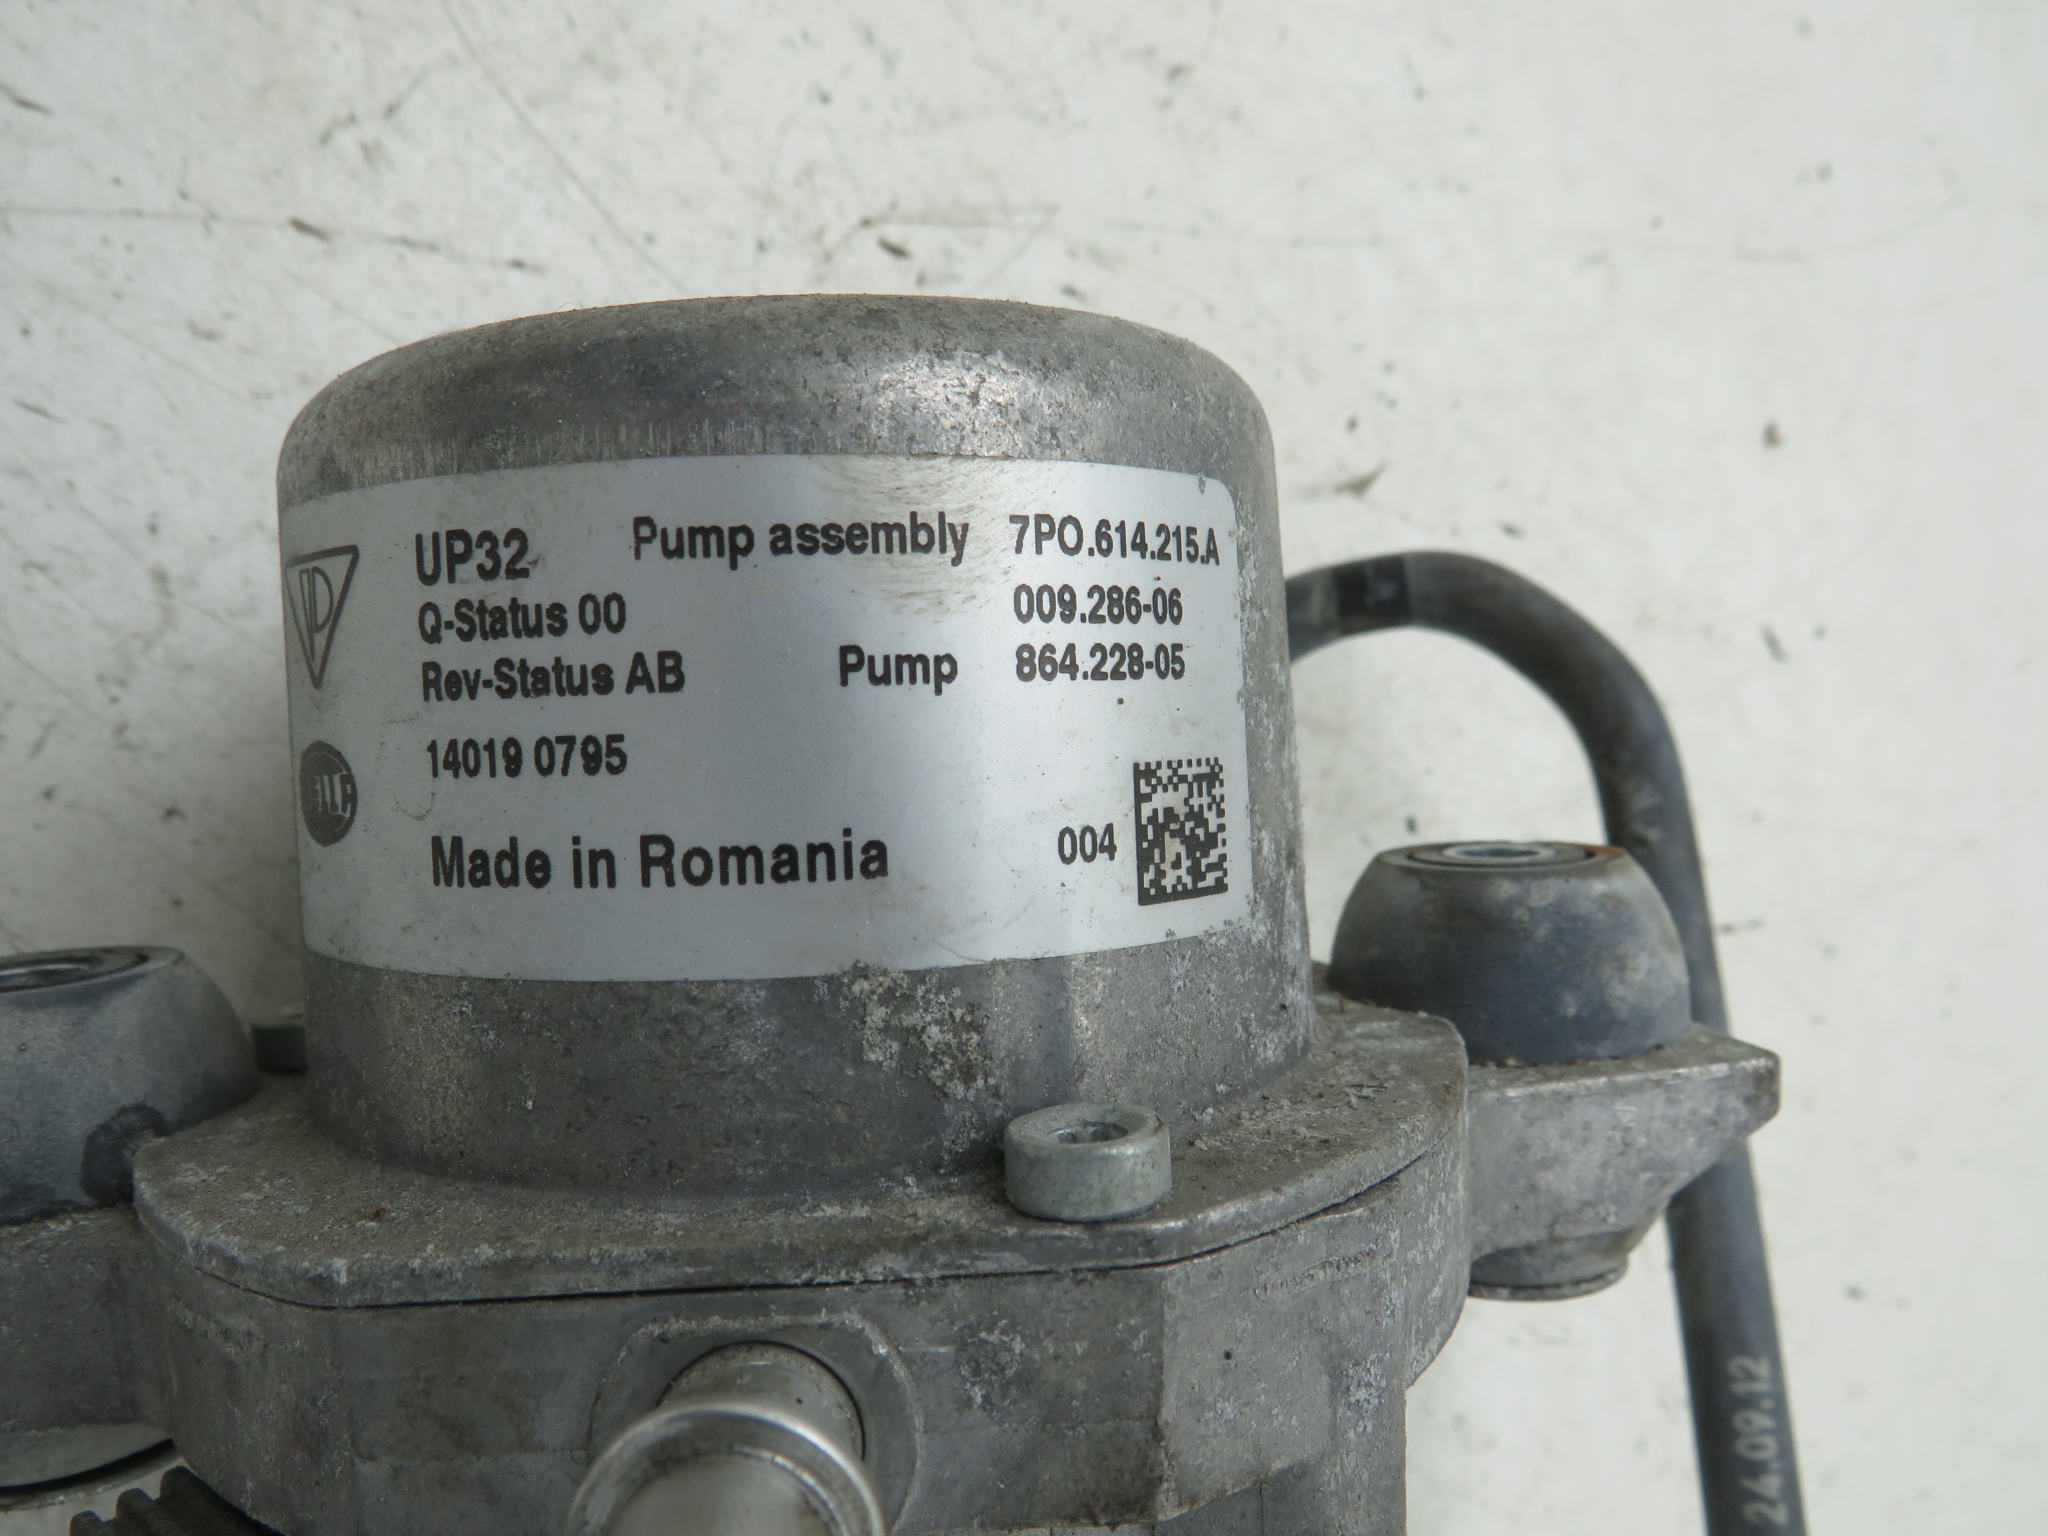 UP32 Pump assembly 7PO.614.215.A
Q-Status 00 009.286-06
Rev-Status AB Pump 864.228-05
14019 0795
Made in Romania 004
24.09.12